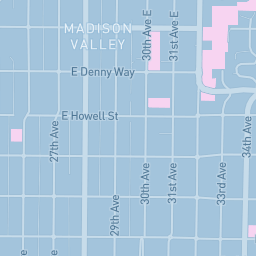 MADISON
VALLEY
30th Ave E
31st Ave E
E Denny Way
E Howell St
27th Ave
34th Ave
29th Ave
30th Ave
31st Ave
33rd Ave